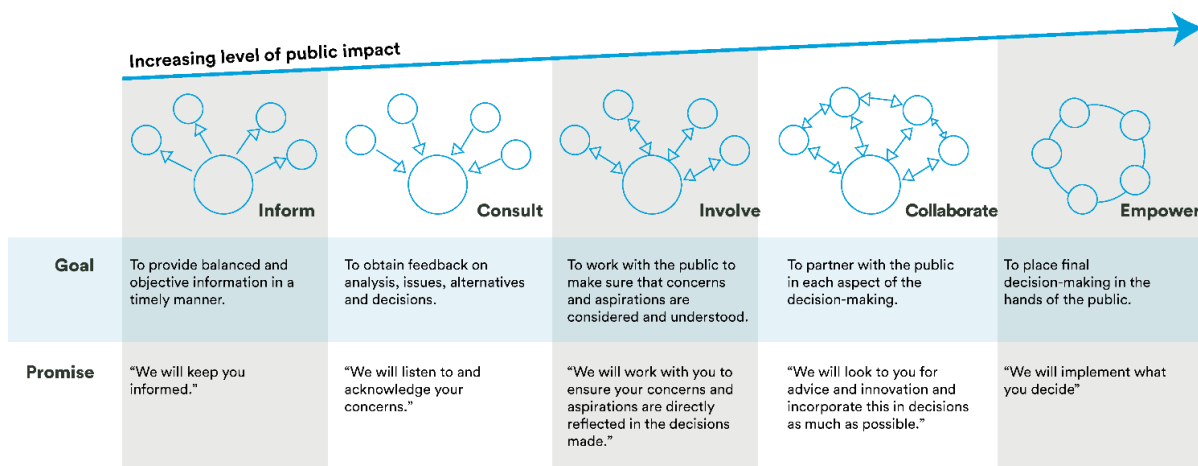 Increasing level of public impact
Inform
Consult
Involve
Collaborate
Empower
Goal
To provide balanced and
objective information in a
timely manner.
To obtain feedback on
analysis, issues, alternatives
and decisions.
To work with the public to
make sure that concerns
and aspirations are
considered and understood.
To partner with the public
in each aspect of the
decision-making.
To place final
decision-making in the
hands of the public.
Promise
“We will keep you
informed.”
“We will listen to and
acknowledge your
concerns.”
“We will work with you to
ensure your concerns and
aspirations are directly
reflected in the decisions
made.”
“We will look to you for
advice and innovation and
incorporate this in decisions
as much as possible.”
“We will implement what
you decide”